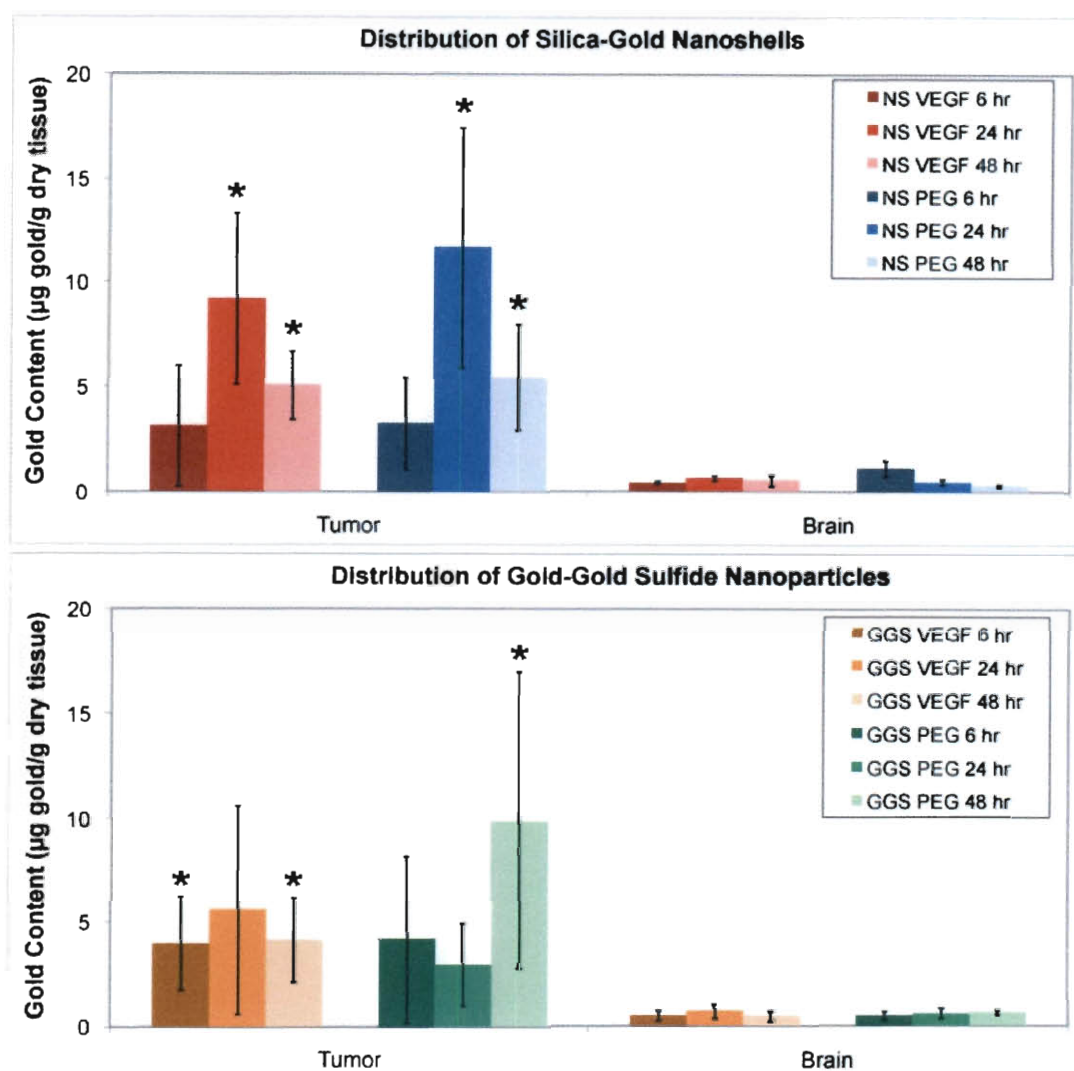 Distribution of Silica-Gold Nanoshells
Gold Content (µg gold/g dry tissue)
20
15
10
5
0
*
*
*
*
NS VEGF 6 hr
NS VEGF 24 hr
NS VEGF 48 hr
NS PEG 6 hr
NS PEG 24 hr
NS PEG 48 hr
Tumor
Brain
Distribution of Gold-Gold Sulfide Nanoparticles
Gold Content (µg gold/g dry tissue)
20
15
10
5
0
*
*
*
GGS VEGF 6 hr
GGS VEGF 24 hr
GGS VEGF 48 hr
GGS PEG 6 hr
GGS PEG 24 hr
GGS PEG 48 hr
Tumor
Brain